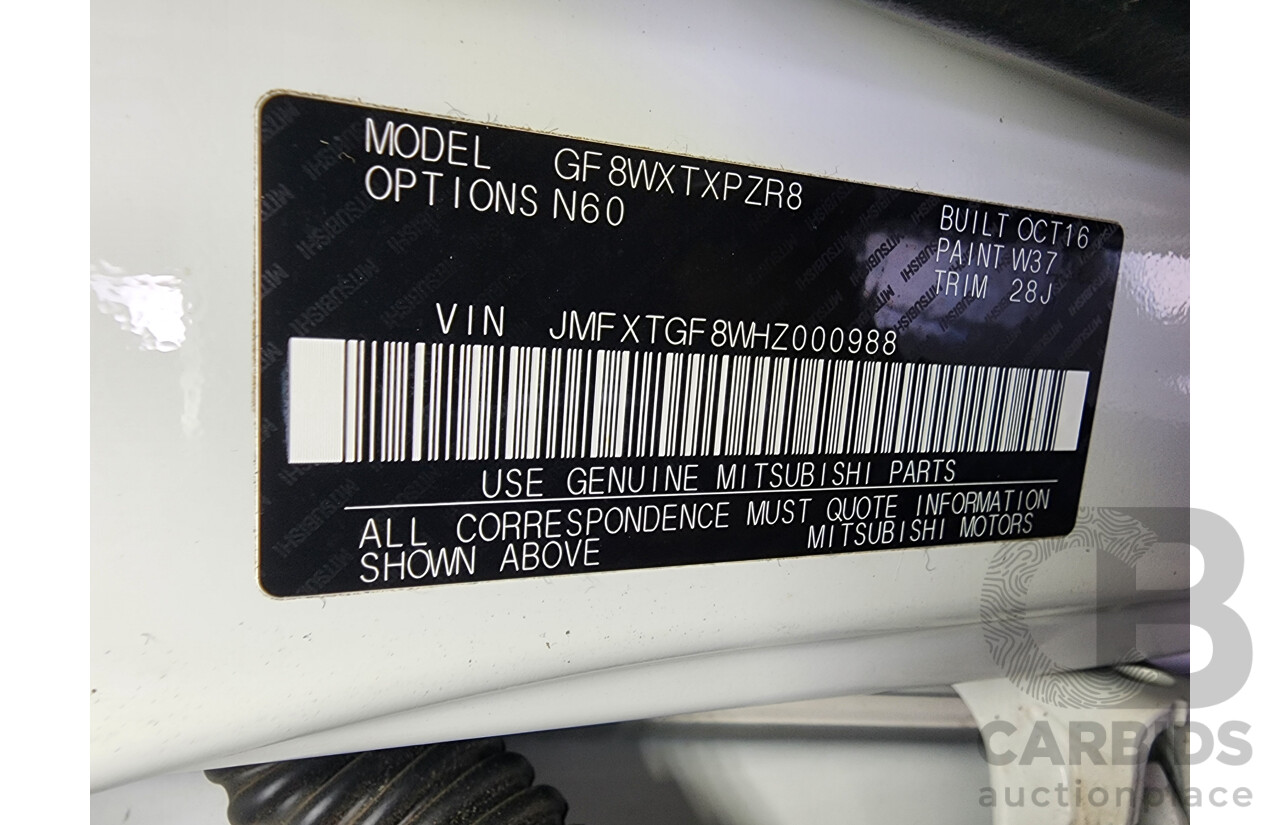 MODEL GF8WXTXPZR8
OPTIONS N60
BUILT OCT16
PAINT W37
TRIM 28J
VIN JMFXTGF8WHZ000988
USE GENUINE MITSUBISHI PARTS
ALL CORRESPONDENCE MUST QUOTE INFORMATION
SHOWN ABOVE MITSUBISHI MOTORS
CB
CARBIDS
auctionplace